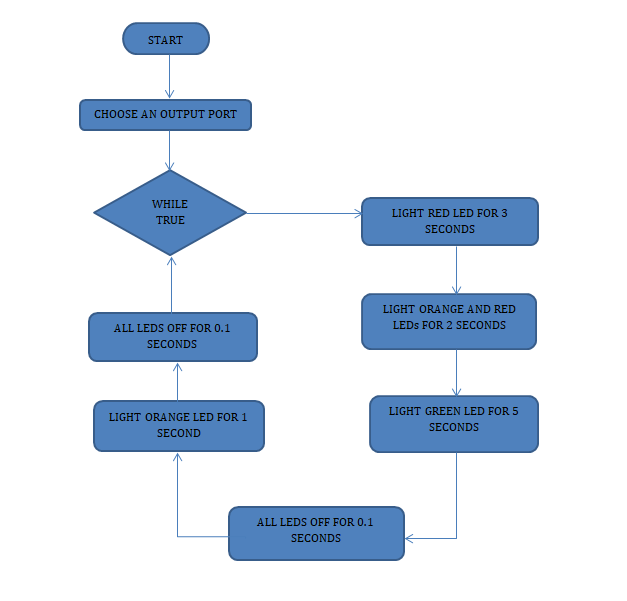 START
CHOOSE AN OUTPUT PORT
WHILE
TRUE
LIGHT RED LED FOR 3
SECONDS
LIGHT ORANGE AND RED
LEDs FOR 2 SECONDS
LIGHT GREEN LED FOR 5
SECONDS
ALL LEDS OFF FOR 0.1
SECONDS
LIGHT ORANGE LED FOR 1
SECOND
ALL LEDS OFF FOR 0.1
SECONDS